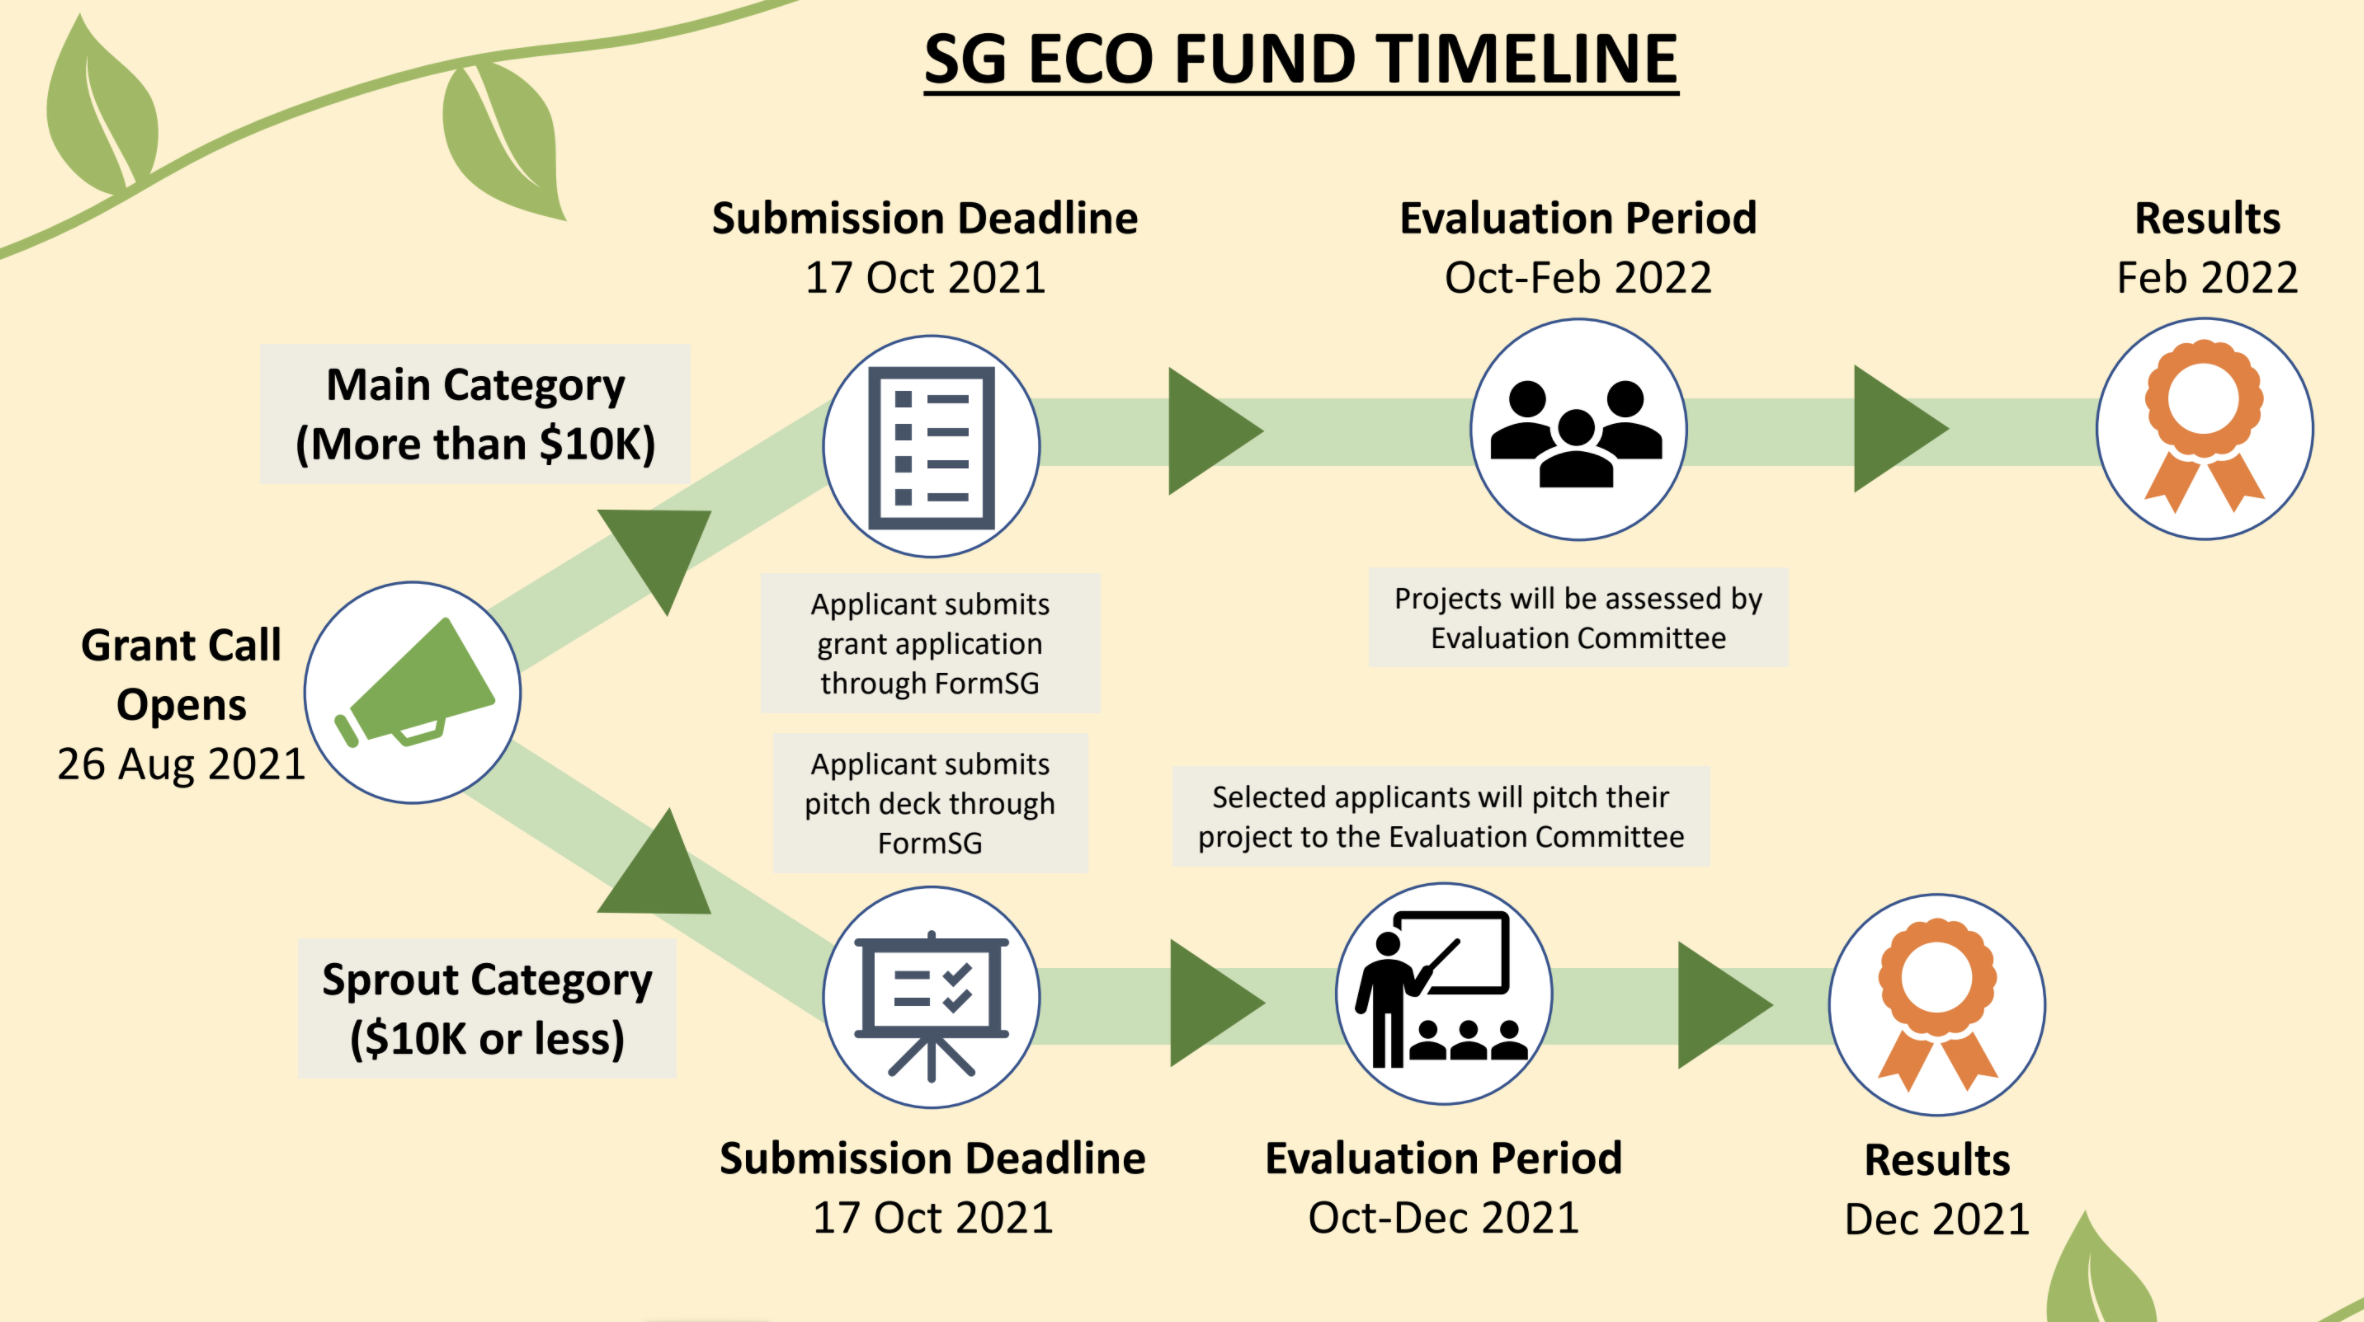 SG ECO FUND TIMELINE
Submission Deadline
17 Oct 2021
Evaluation Period
Oct-Feb 2022
Results
Feb 2022
Main Category
(More than $10K)
Applicant submits
grant application
through FormSG
Projects will be assessed by
Evaluation Committee
Grant Call
Opens
26 Aug 2021
Applicant submits
pitch deck through
FormSG
Selected applicants will pitch their
project to the Evaluation Committee
Sprout Category
($10K or less)
Submission Deadline
17 Oct 2021
Evaluation Period
Oct-Dec 2021
Results
Dec 2021